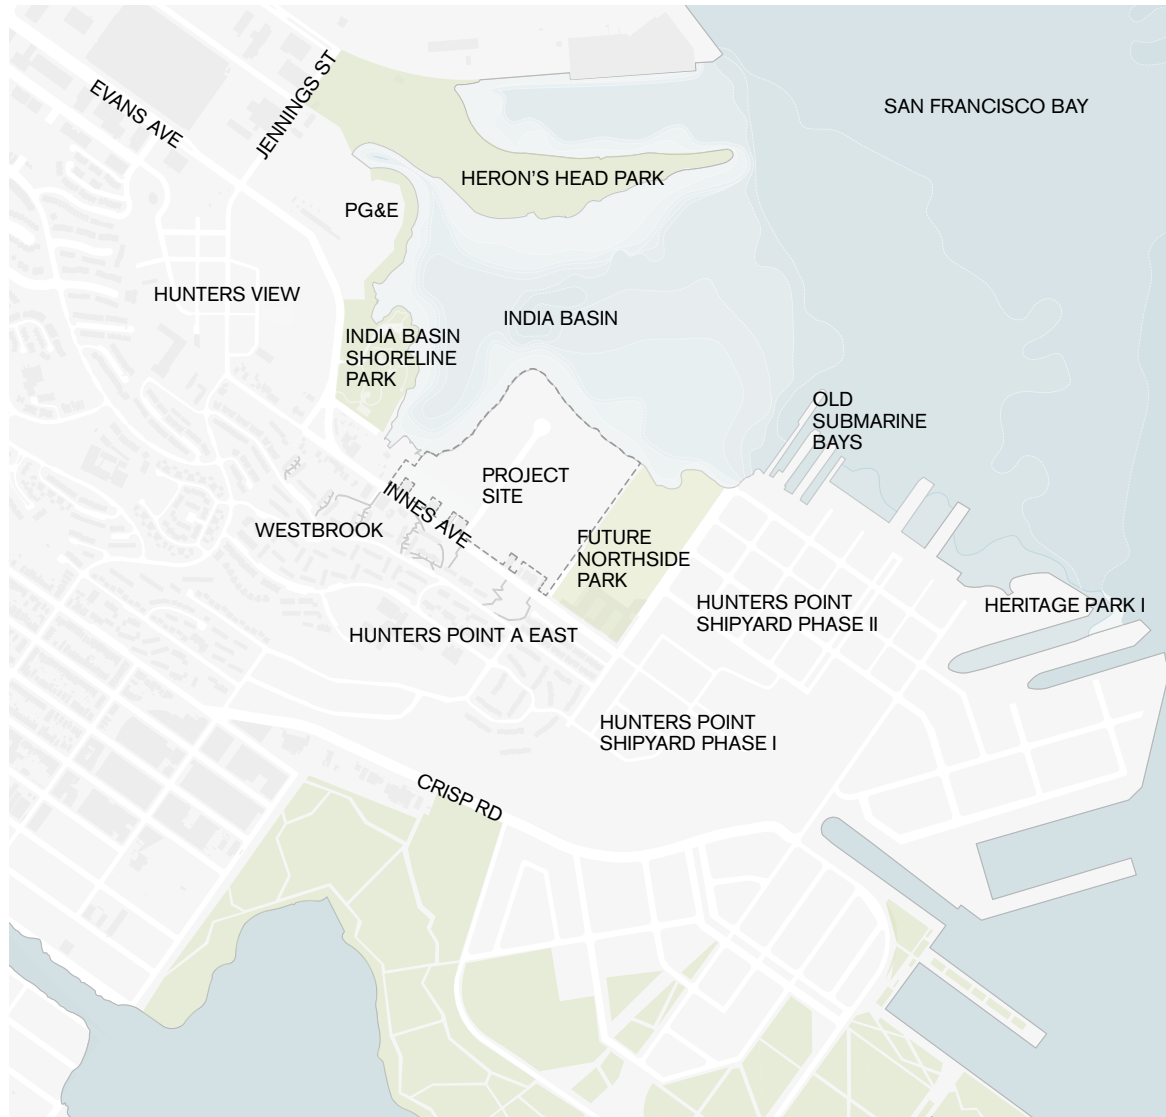 EVANS AVE
JENNINGS ST
SAN FRANCISCO BAY
HERON'S HEAD PARK
PG&E
HUNTERS VIEW
INDIA BASIN
INDIA BASIN
SHORELINE
PARK
OLD
SUBMARINE
BAYS
PROJECT
SITE
INNES AVE
WESTBROOK
FUTURE
NORTHSIDE
PARK
HUNTERS POINT
SHIPYARD PHASE II
HERITAGE PARK I
HUNTERS POINT A EAST
HUNTERS POINT
SHIPYARD PHASE I
CRISP RD